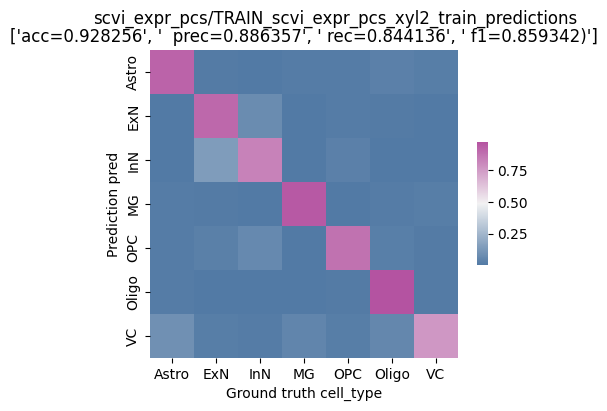 scvi_expr_pcs/TRAIN_scvi_expr_pcs_xyl2_train_predictions
['acc=0.928256', '  prec=0.886357', ' rec=0.844136', ' f1=0.859342)']
Prediction pred
Astro
ExN
InN
MG
OPC
Oligo
VC
Astro ExN InN MG OPC Oligo VC
Ground truth cell_type
0.75
0.50
0.25